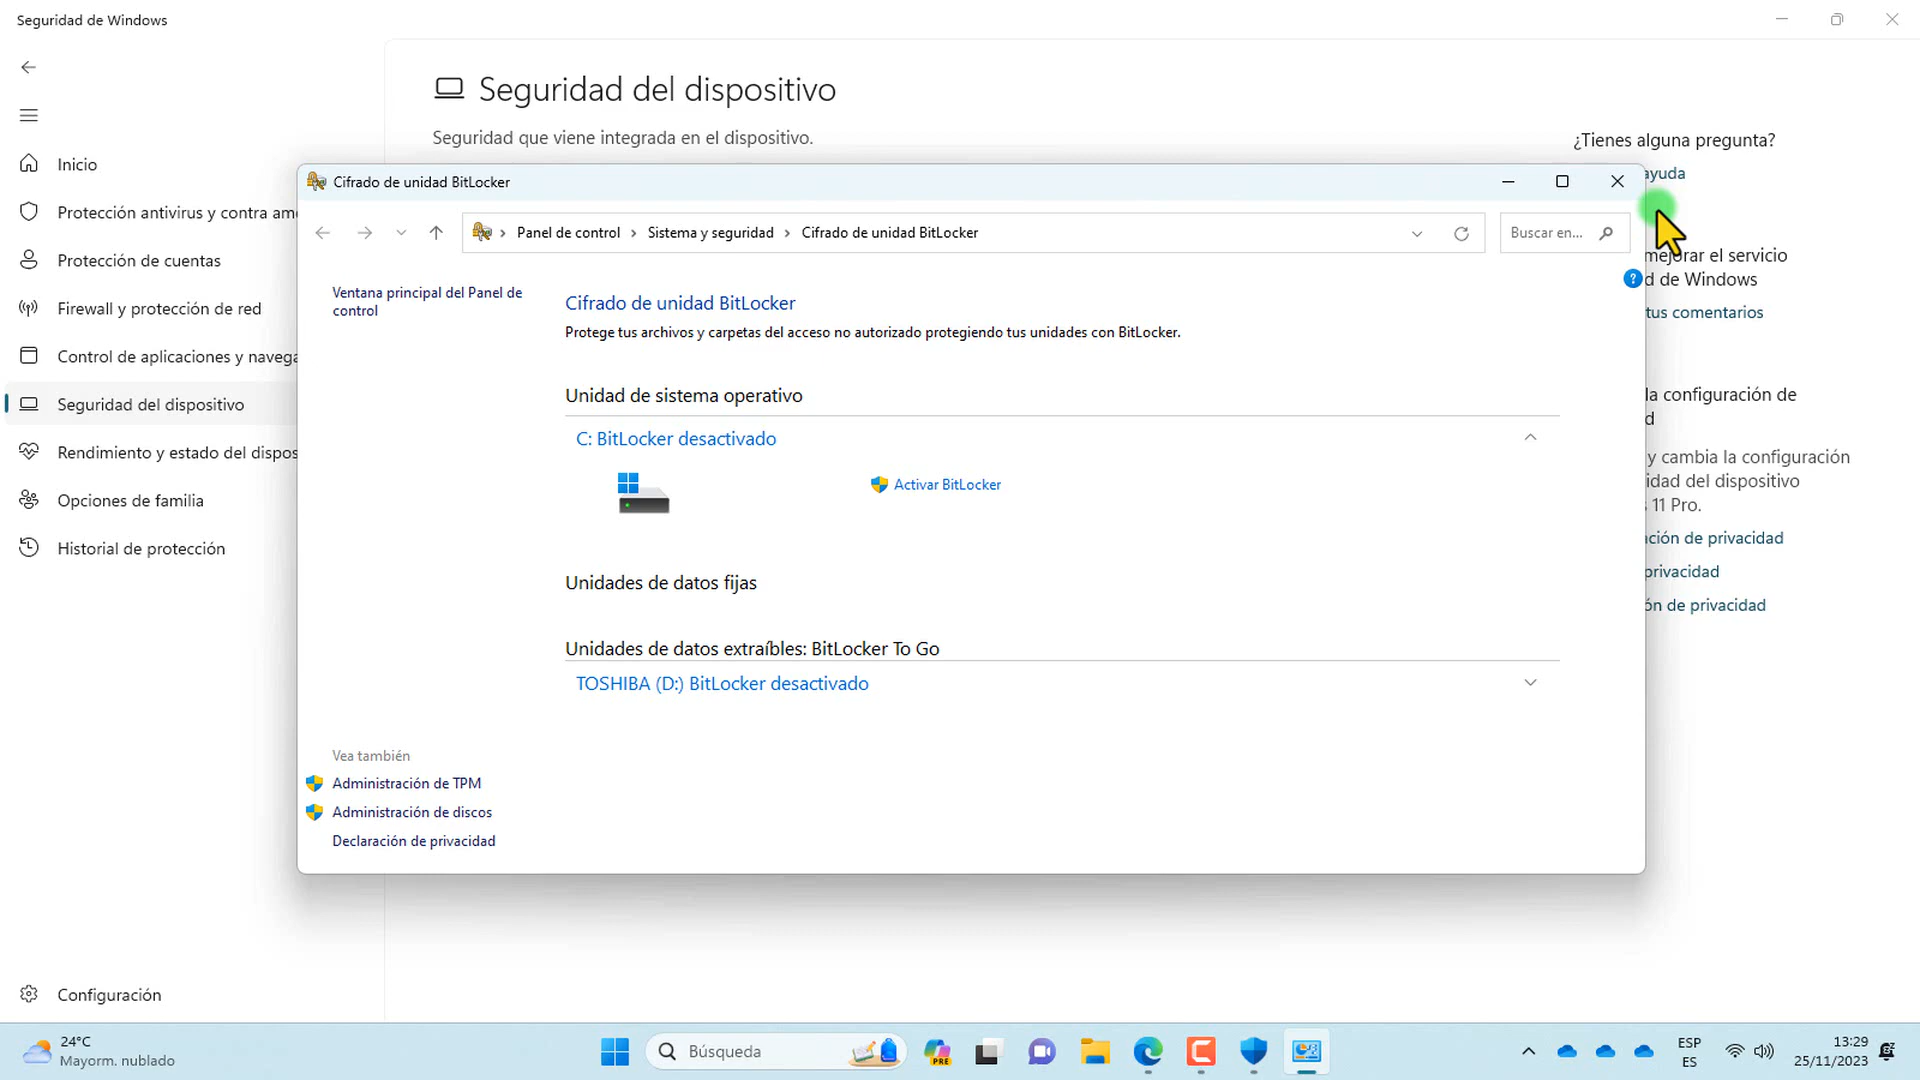 Seguridad de Windows
Seguridad del dispositivo
Seguridad que viene integrada en el dispositivo.
Inicio
Protección antivirus y contra am
Protección de cuentas
Firewall y protección de red
Control de aplicaciones y navega
Seguridad del dispositivo
Rendimiento y estado del dispos
Opciones de familia
Historial de protección
Configuración
¿Tienes alguna pregunta?
ayuda
mejorar el servicio
d de Windows
tus comentarios
la configuración de
d
y cambia la configuración
idad del dispositivo
11 Pro.
ción de privacidad
privacidad
ón de privacidad
Cifrado de unidad BitLocker
Panel de control > Sistema y seguridad > Cifrado de unidad BitLocker
Buscar en...
Ventana principal del Panel de
control
Cifrado de unidad BitLocker
Protege tus archivos y carpetas del acceso no autorizado protegiendo tus unidades con BitLocker.
Unidad de sistema operativo
C: BitLocker desactivado
Activar BitLocker
Unidades de datos fijas
Unidades de datos extraíbles: BitLocker To Go
TOSHIBA (D:) BitLocker desactivado
Vea también
Administración de TPM
Administración de discos
Declaración de privacidad
24°C
Mayorm. nublado
Búsqueda
PRE
ESP
ES
13:29
25/11/2023